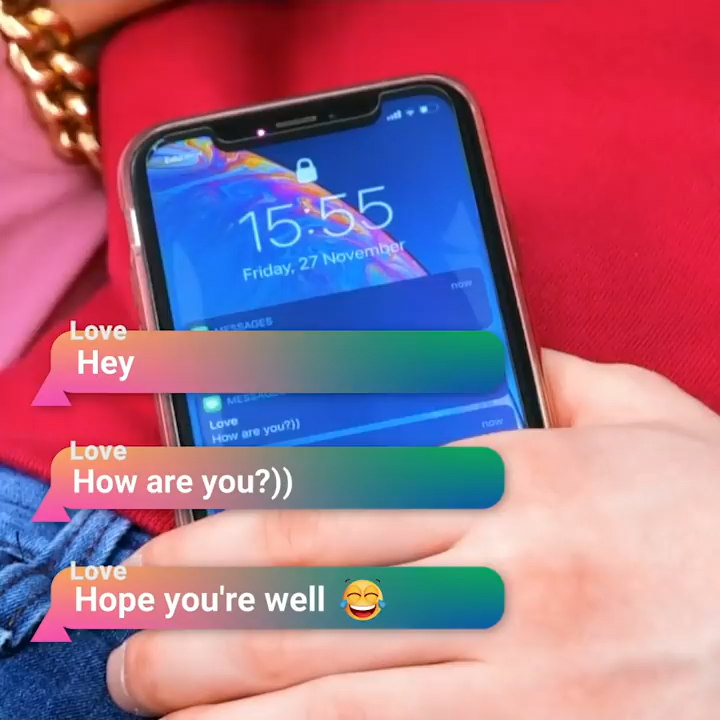 15:55
Friday, 27 November
now
MESSAGES
Love
Hey
MESSAGES
Love
How are you?))
now
Love
How are you?))
Love
Hope you're well 😂